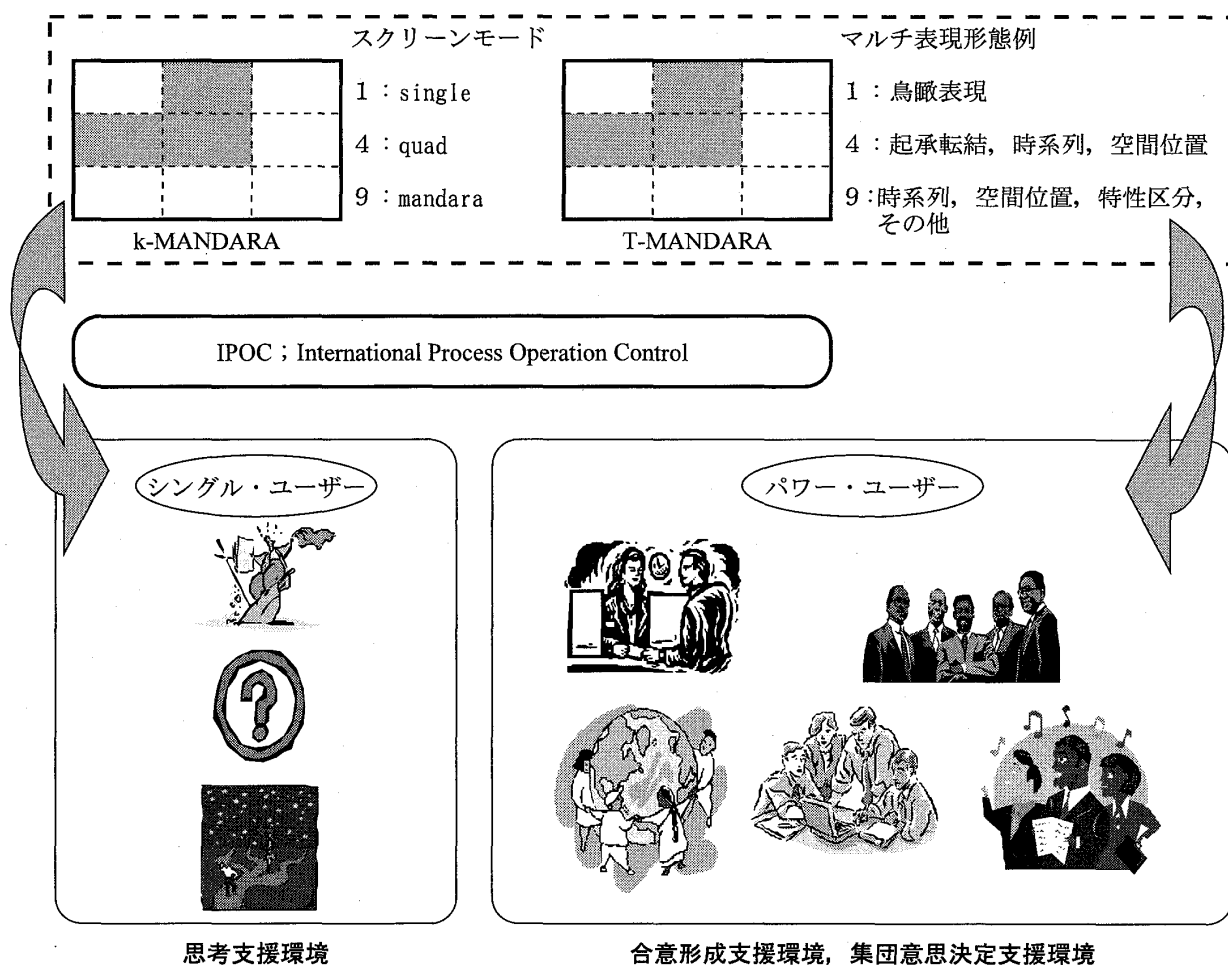 スクリーンモード
1：single
4：quad
9：mandara
k-MANDARA
マルチ表現形態例
1：鳥瞰表現
4：起承転結，時系列，空間位置
9：時系列，空間位置，特性区分，
その他
T-MANDARA
IPOC；International Process Operation Control
シングル・ユーザー
パワー・ユーザー
思考支援環境
合意形成支援環境，集団意思決定支援環境